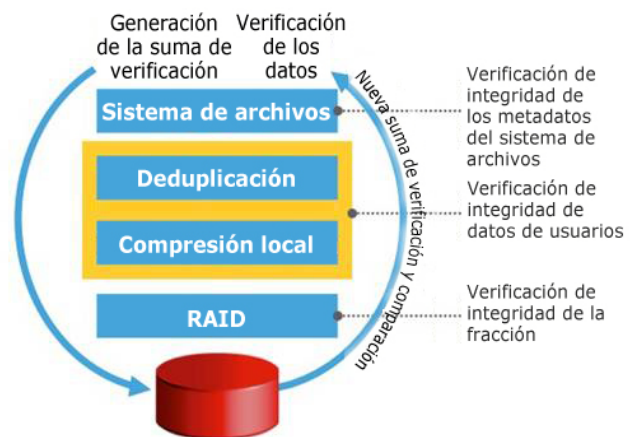 Generación
de la suma de
verificación
Verificación
de los
datos
Sistema de archivos
Deduplicación
Compresión local
RAID
Nueva suma de verificación y comparación
Verificación de
integridad de
los metadatos
del sistema de
archivos
Verificación de
integridad de
datos de usuarios
Verificación de
integridad de la
fracción